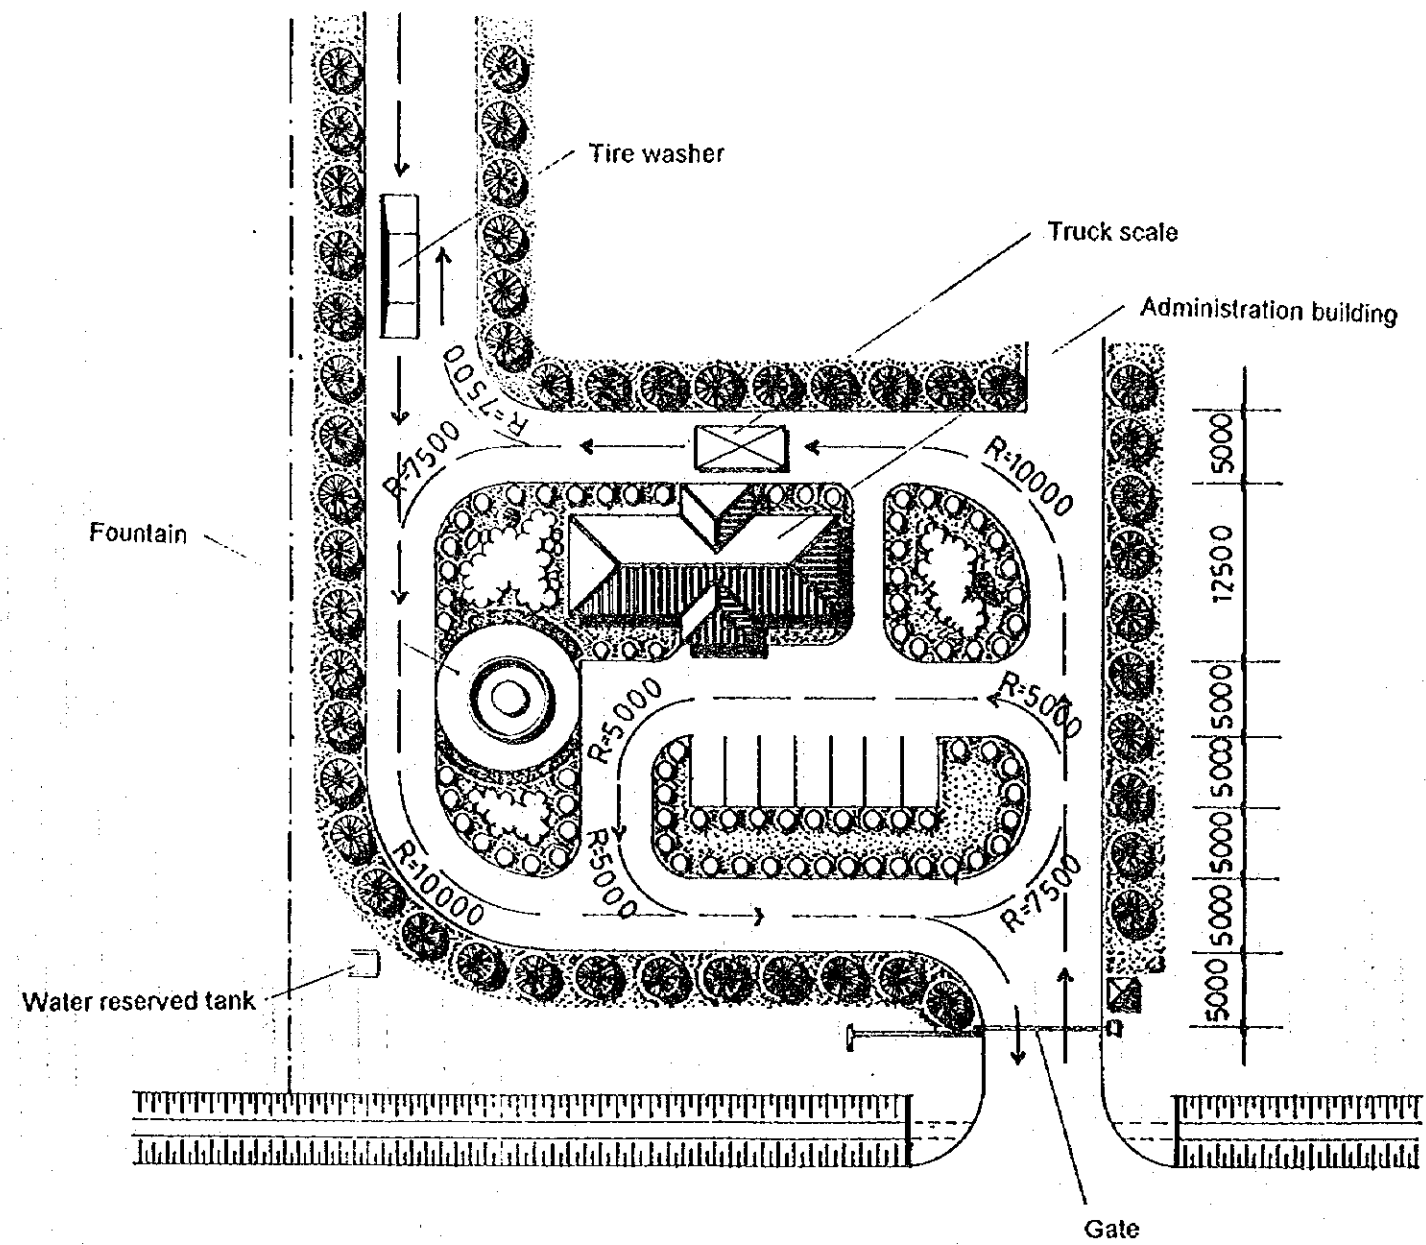 Tire washer
Truck scale
Administration building
R=7500
R=7500
R=10000
5000
Fountain
12500
R=5000
R=5000
5000
5000
R=5000
R=10000
R=7500
5000
5000
Water reserved tank
5000
Gate